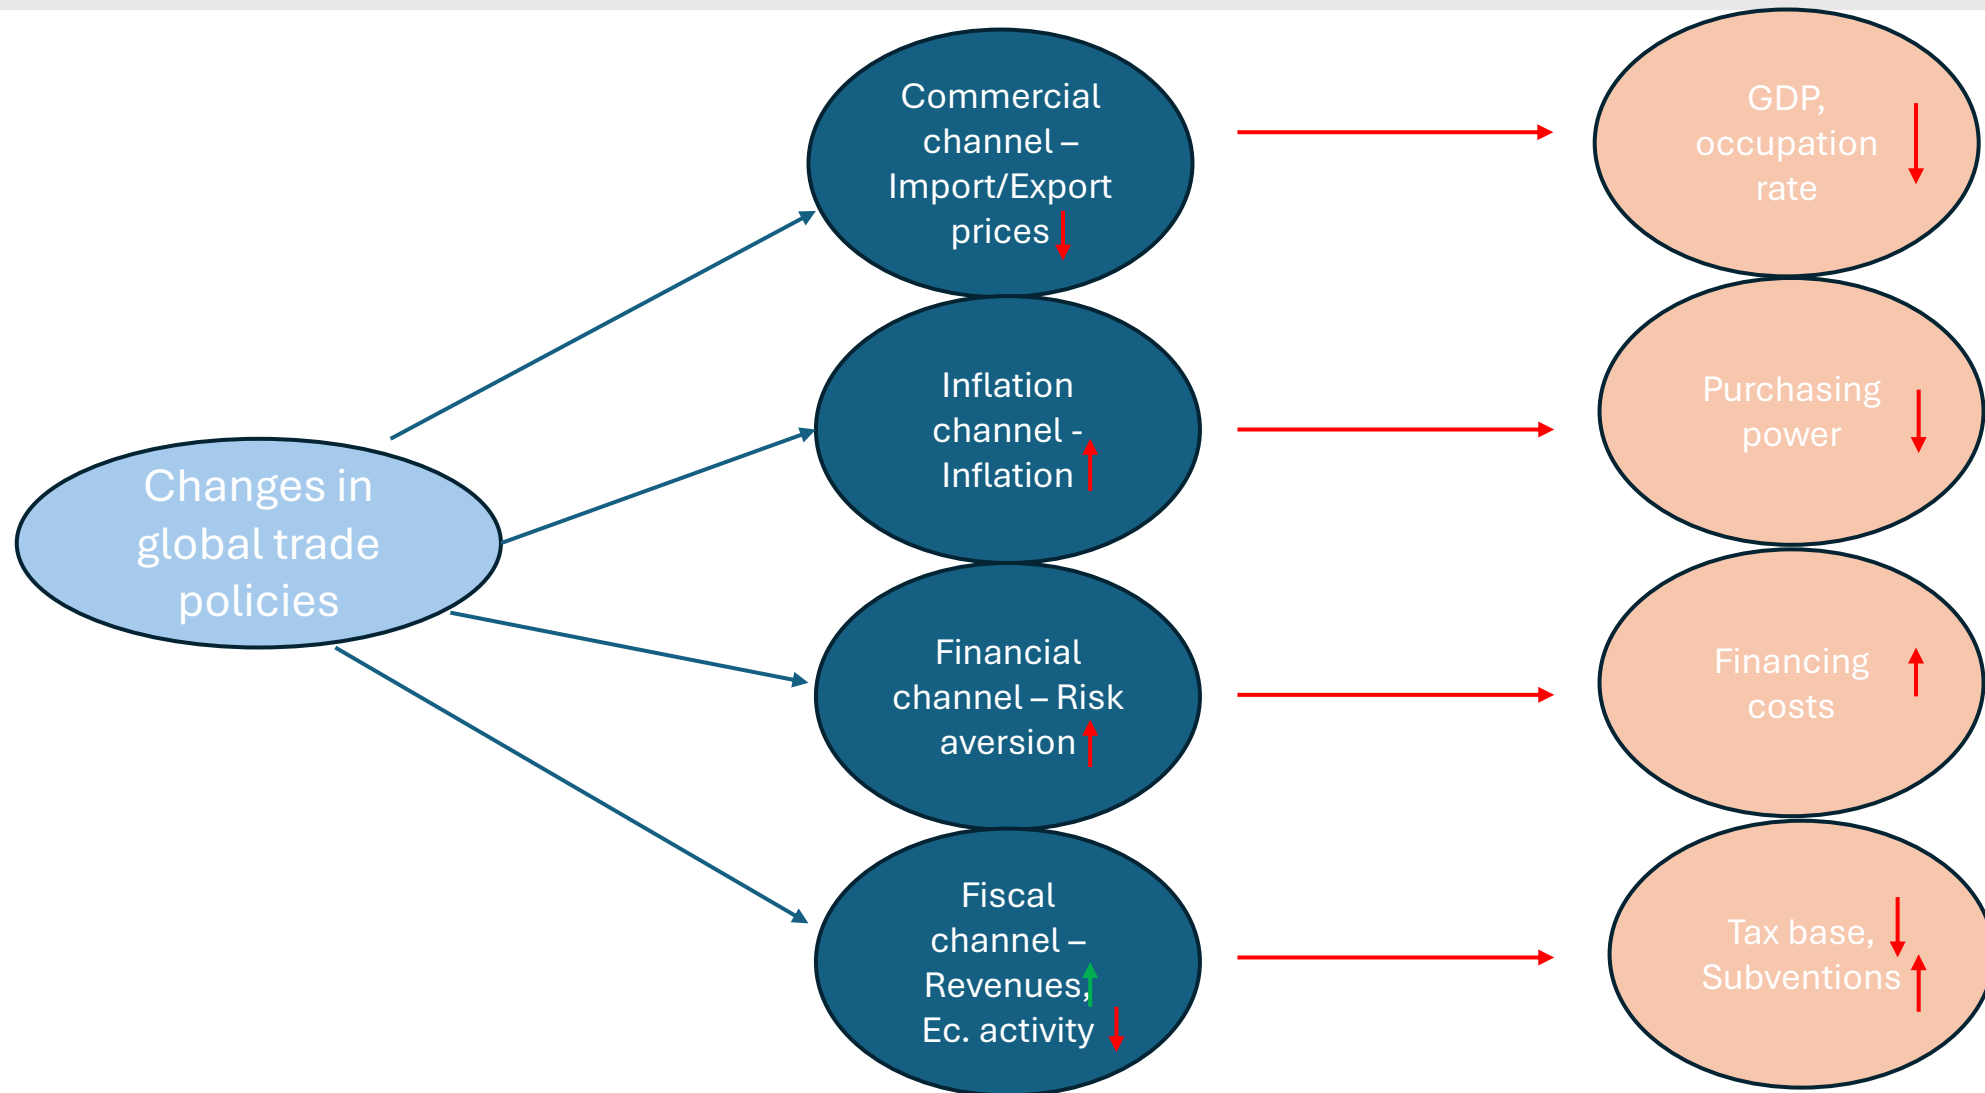 Changes in
global trade
policies
Commercial
channel –
Import/Export
prices
Inflation
channel -
Inflation
Financial
channel – Risk
aversion
Fiscal
channel –
Revenues,
Ec. activity
GDP,
occupation
rate
Purchasing
power
Financing
costs
Tax base,
Subventions